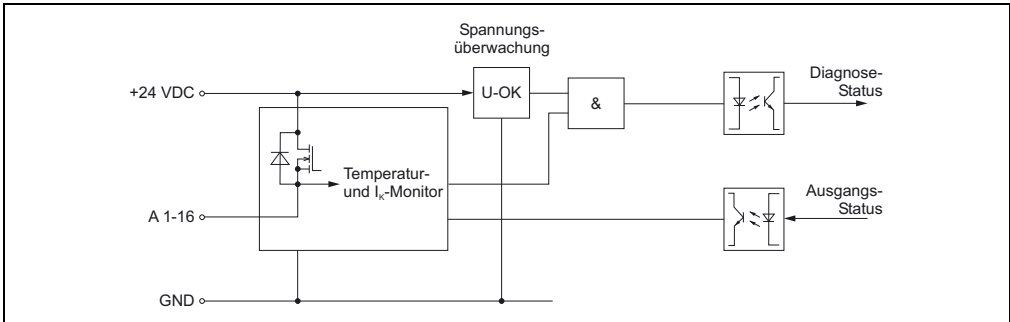 Spannungs-
überwachung
+24 VDC
U-OK
&
Diagnose-
Status
Temperatur-
und IK-Monitor
A 1-16
Ausgangs-
Status
GND